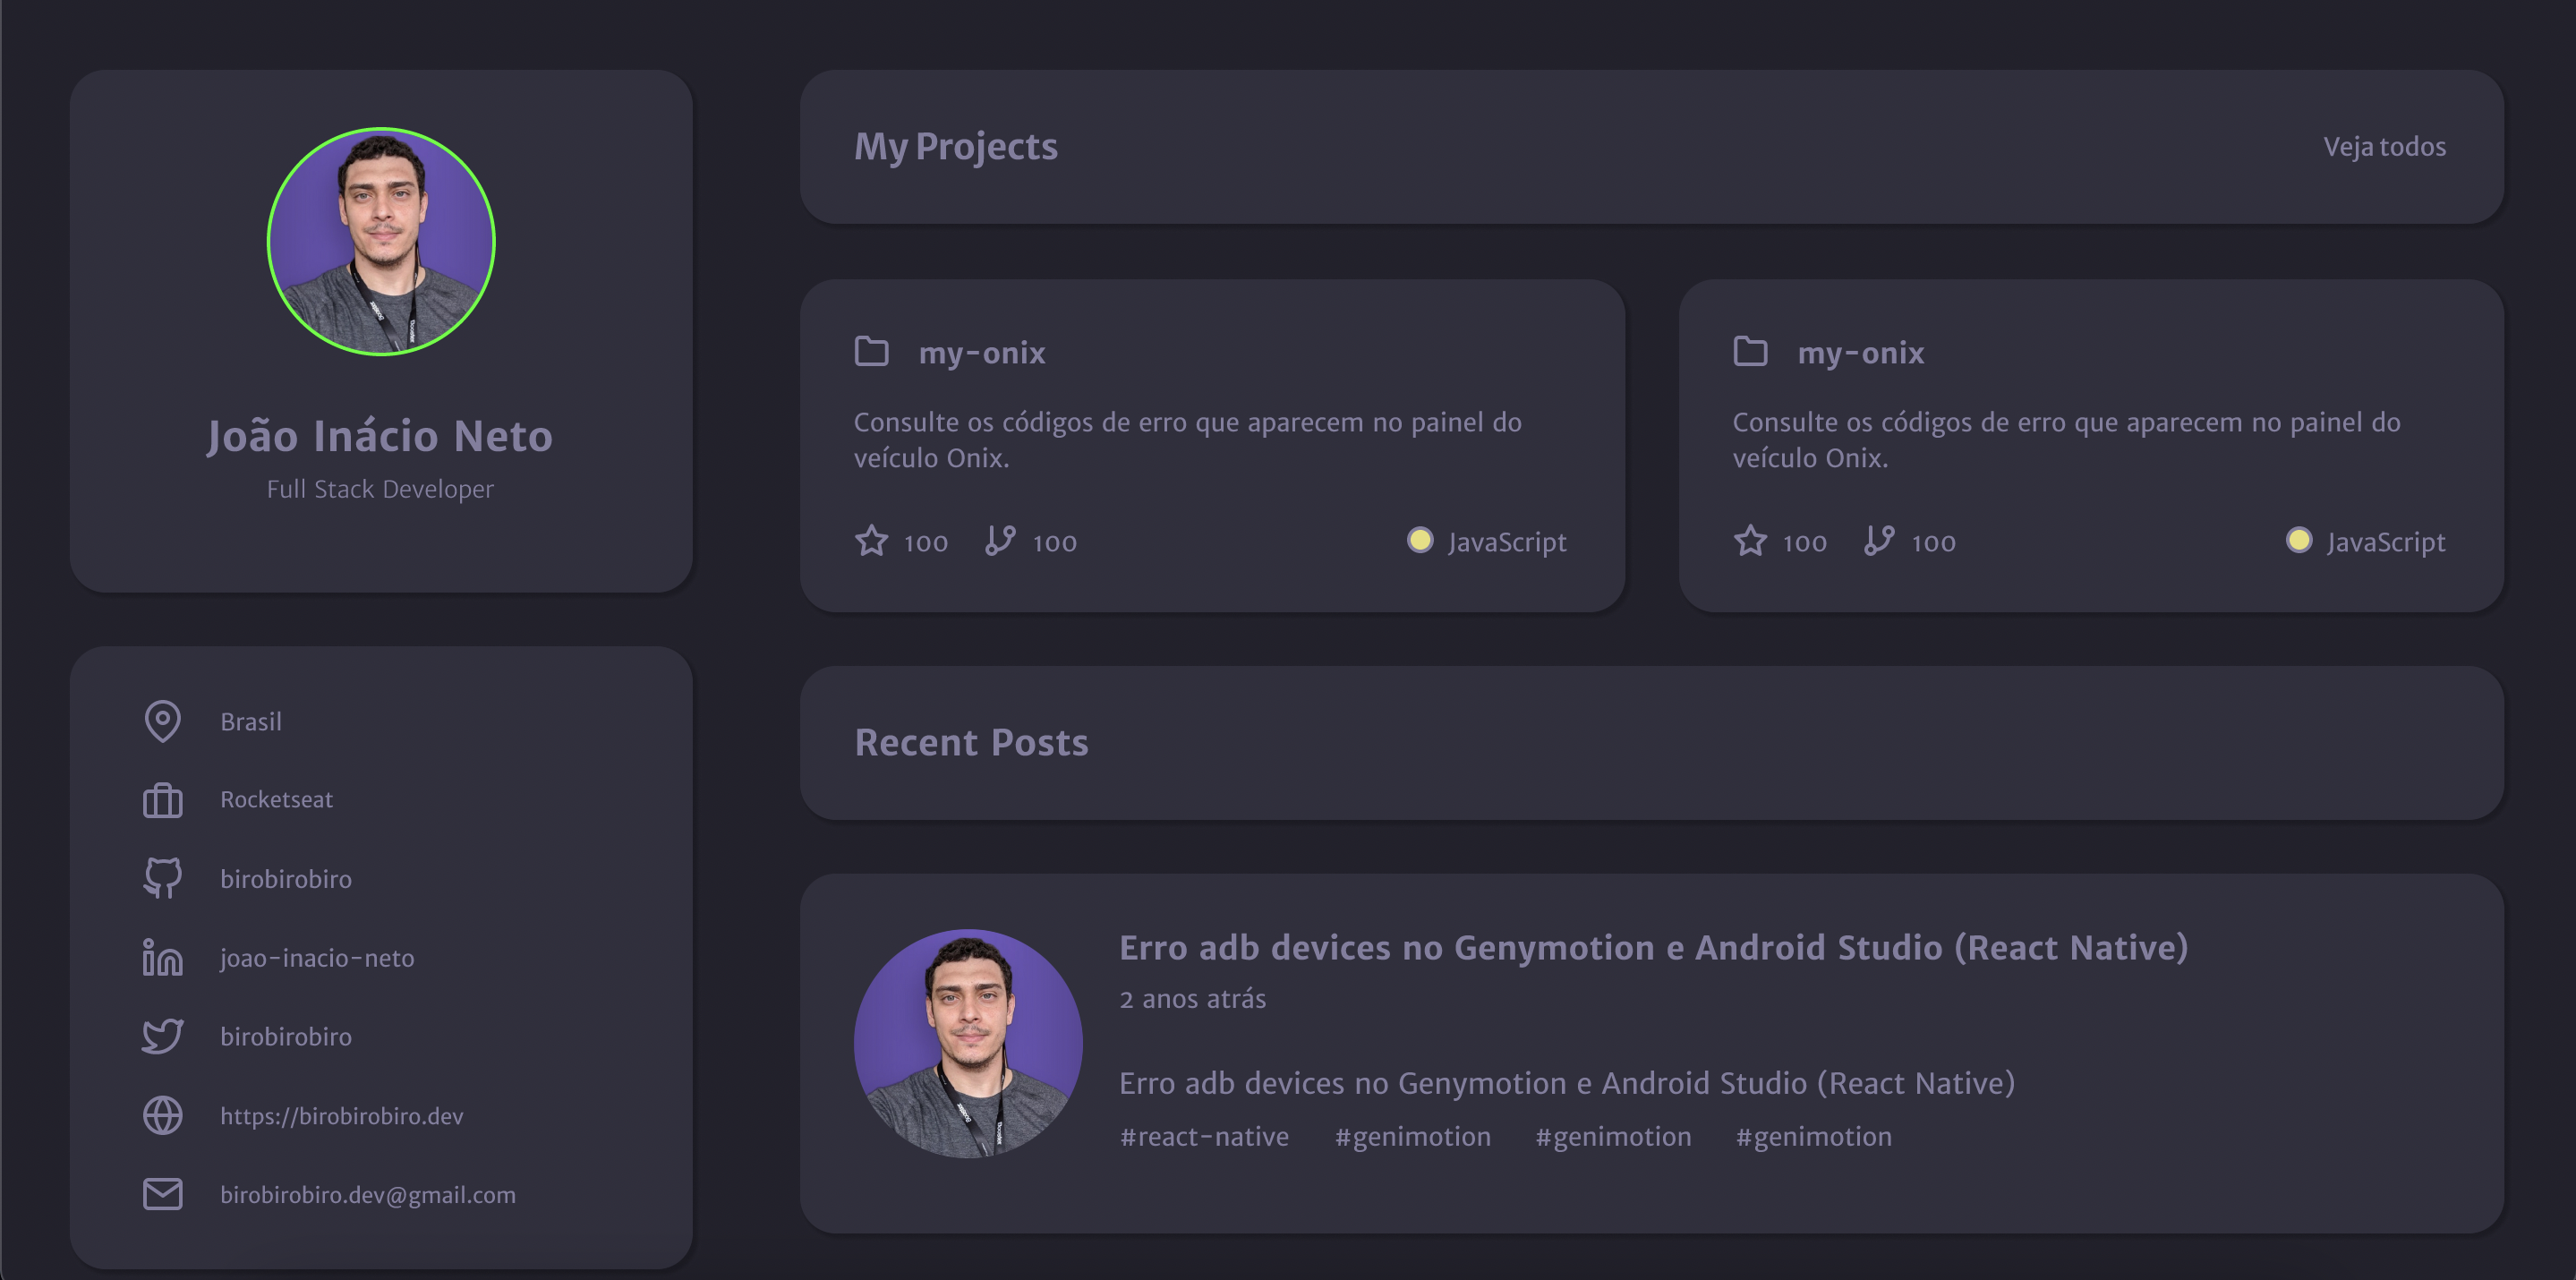 João Inácio Neto
Full Stack Developer
Brasil
Rocketseat
birobirobiro
joao-inacio-neto
birobirobiro
https://birobirobiro.dev
birobirobiro.dev@gmail.com
My Projects
Veja todos
my-onix
Consulte os códigos de erro que aparecem no painel do
veículo Onix.
100 100 JavaScript
my-onix
Consulte os códigos de erro que aparecem no painel do
veículo Onix.
100 100 JavaScript
Recent Posts
Erro adb devices no Genymotion e Android Studio (React Native)
2 anos atrás
Erro adb devices no Genymotion e Android Studio (React Native)
#react-native #genimotion #genimotion #genimotion